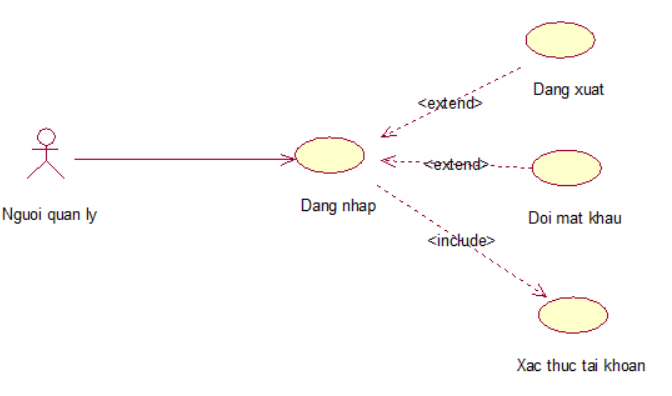 Dang xuat
<extend>
<extend>
Nguoi quan ly
Dang nhap
Doi mat khau
<include>
Xac thuc tai khoan